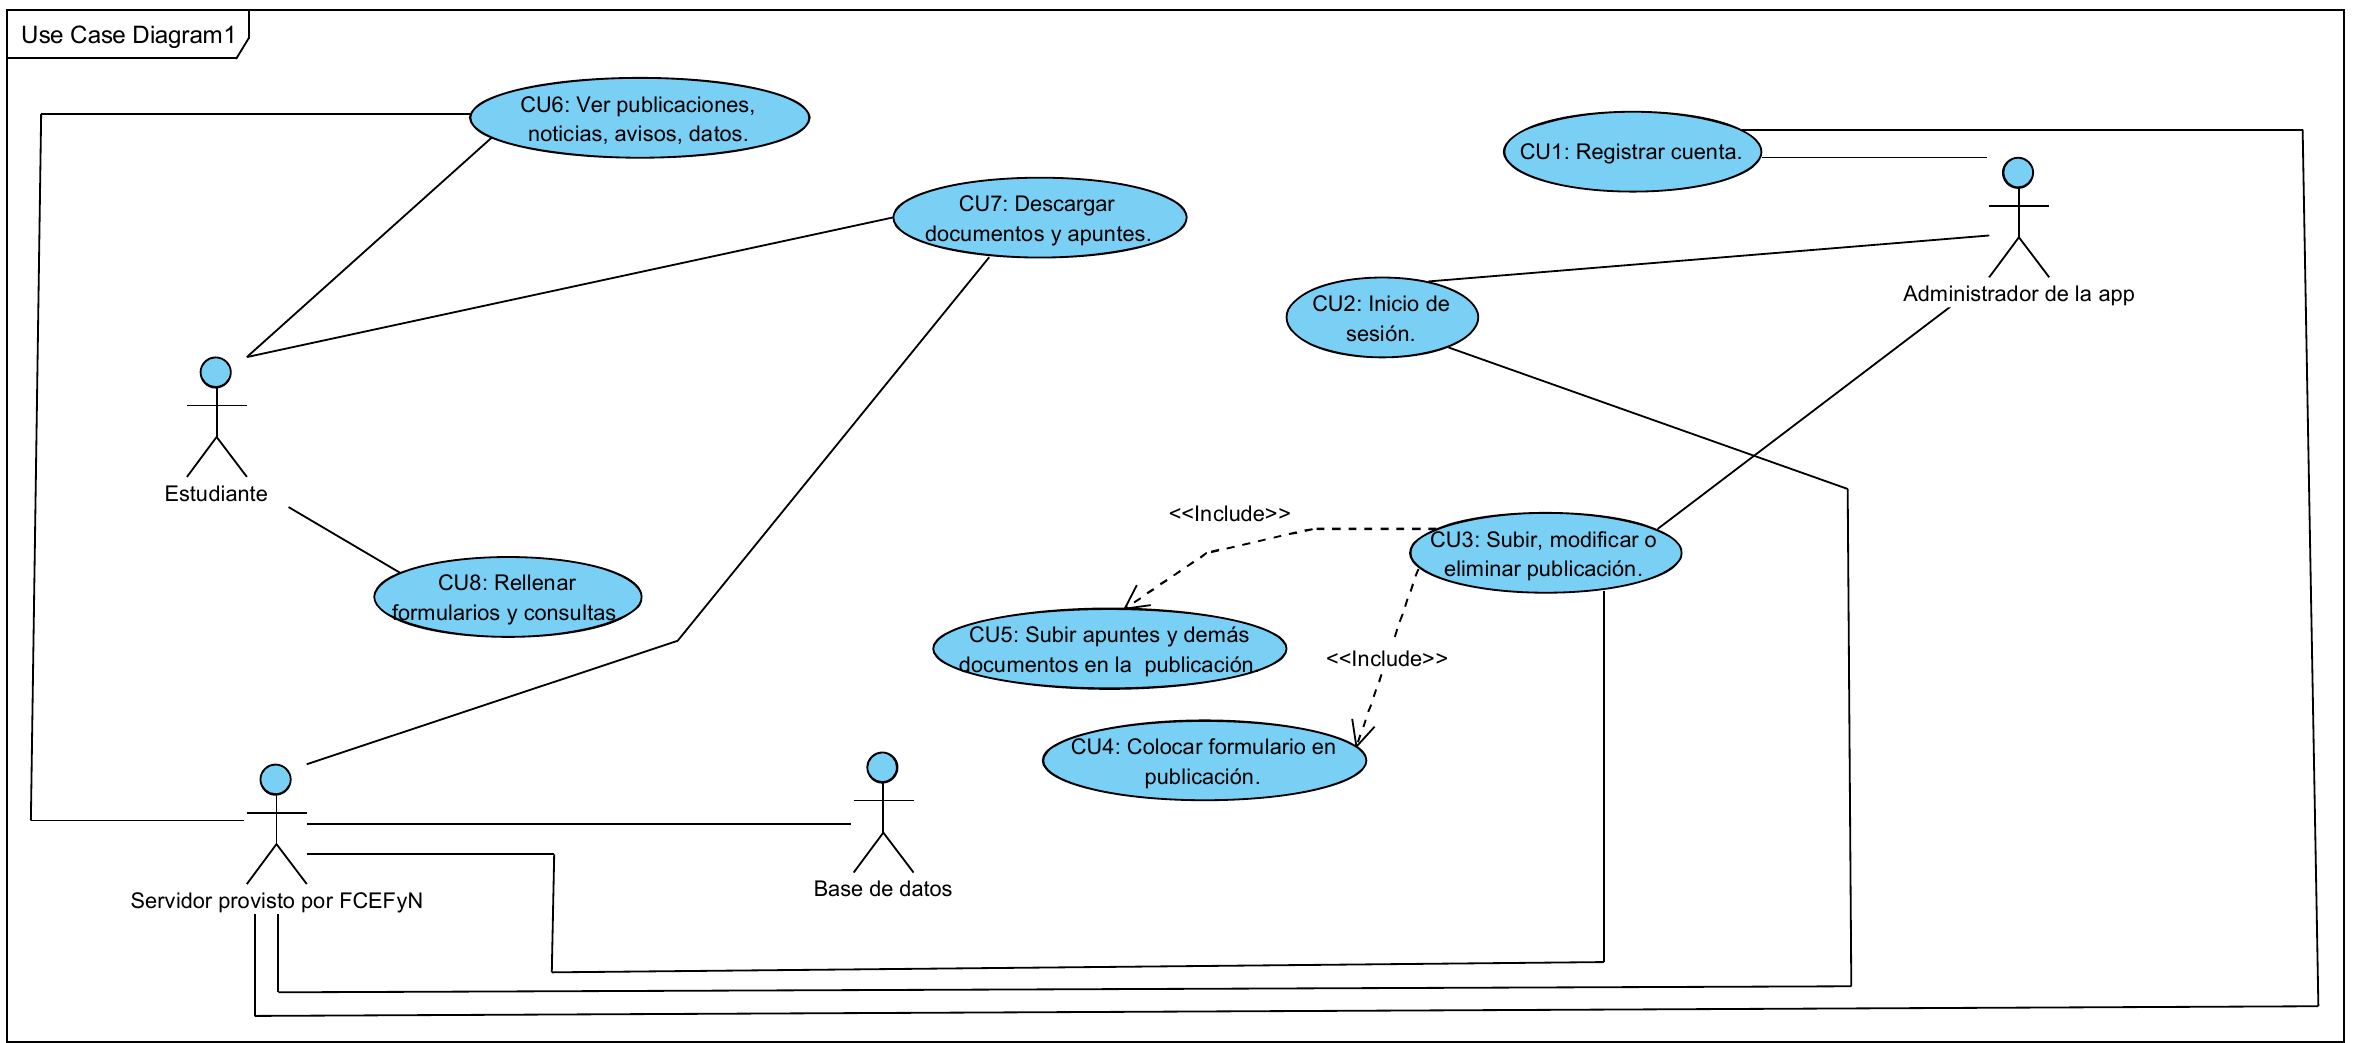 Use Case Diagram1
CU6: Ver publicaciones,
noticias, avisos, datos.
CU1: Registrar cuenta.
CU7: Descargar
documentos y apuntes.
Administrador de la app
CU2: Inicio de
sesión.
Estudiante
<<Include>>
CU3: Subir, modificar o
eliminar publicación.
CU8: Rellenar
formularios y consultas
CU5: Subir apuntes y demás
documentos en la  publicación
<<Include>>
CU4: Colocar formulario en
publicación.
Base de datos
Servidor provisto por FCEFyN